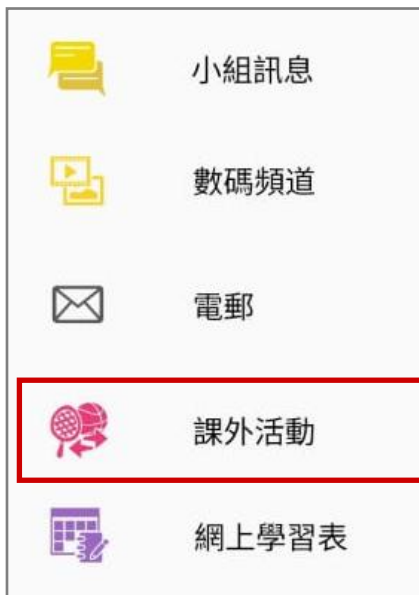 小組訊息
數碼頻道
電郵
課外活動
網上學習表